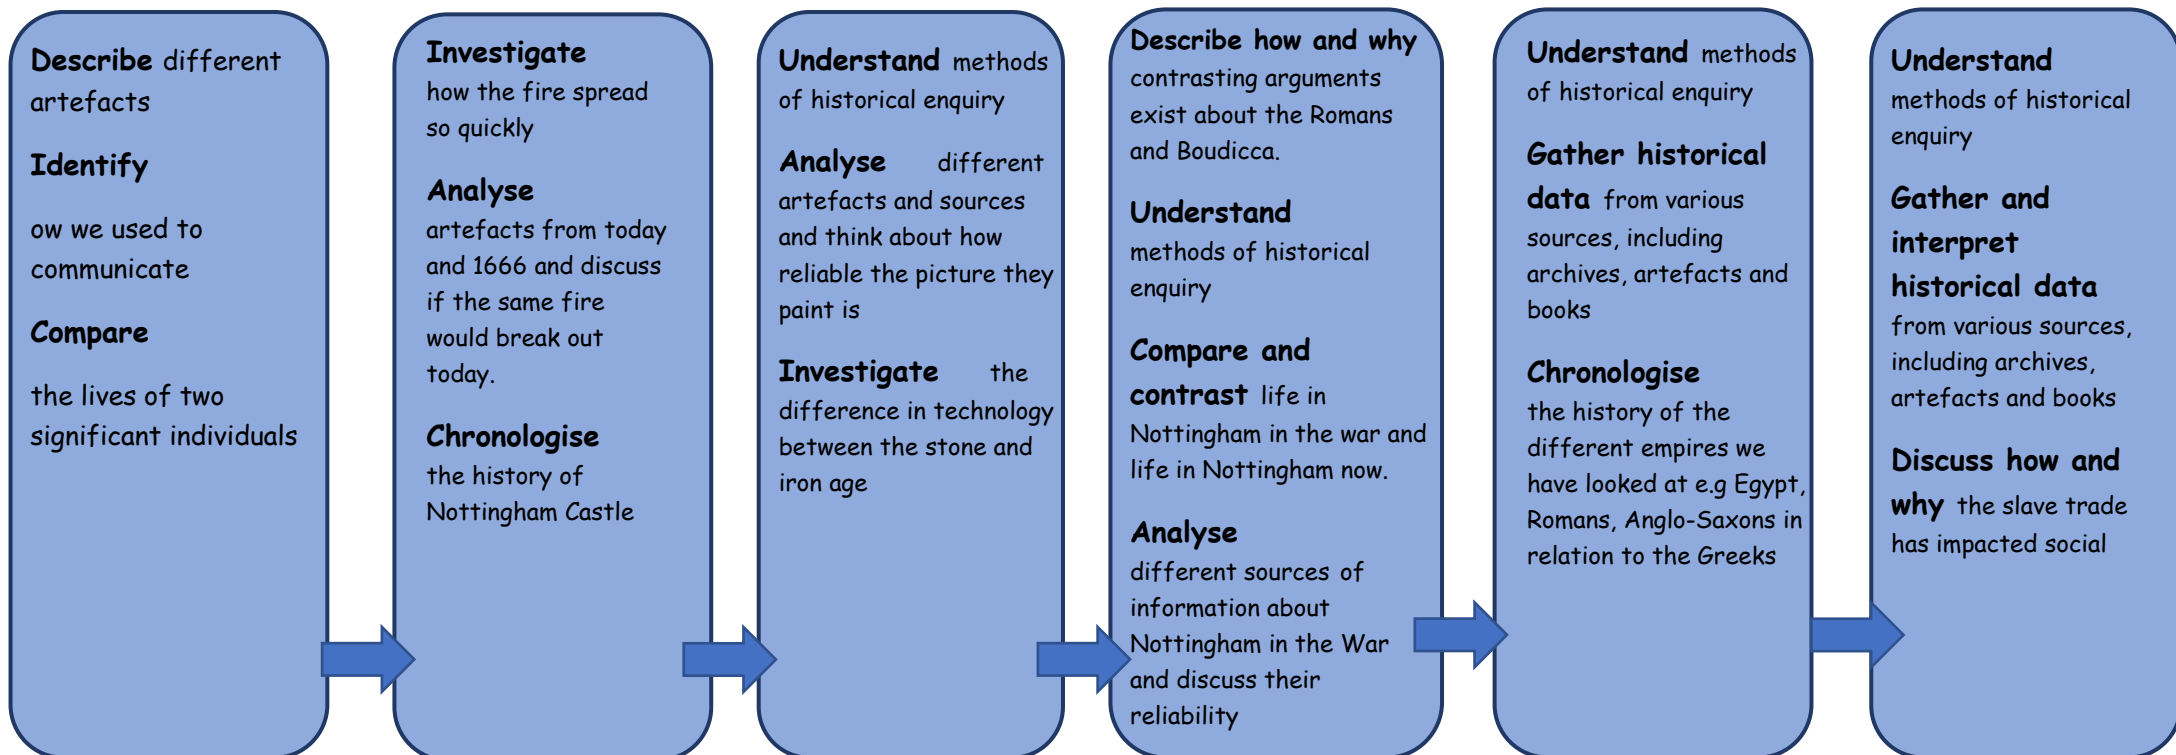 Describe different
artefacts
Identify
ow we used to
communicate
Compare
the lives of two
significant individuals
Investigate
how the fire spread
so quickly
Analyse
artefacts from today
and 1666 and discuss
if the same fire
would break out
today.
Chronologise
the history of
Nottingham Castle
Understand methods
of historical enquiry
Analyse different
artefacts and sources
and think about how
reliable the picture they
paint is
Investigate the
difference in technology
between the stone and
iron age
Describe how and why
contrasting arguments
exist about the Romans
and Boudicca.
Understand
methods of historical
enquiry
Compare and
contrast life in
Nottingham in the war and
life in Nottingham now.
Analyse
different sources of
information about
Nottingham in the War
and discuss their
reliability
Understand methods
of historical enquiry
Gather historical
data from various
sources, including
archives, artefacts and
books
Chronologise
the history of the
different empires we
have looked at e.g Egypt,
Romans, Anglo-Saxons in
relation to the Greeks
Understand
methods of historical
enquiry
Gather and
interpret
historical data
from various sources,
including archives,
artefacts and books
Discuss how and
why the slave trade
has impacted social